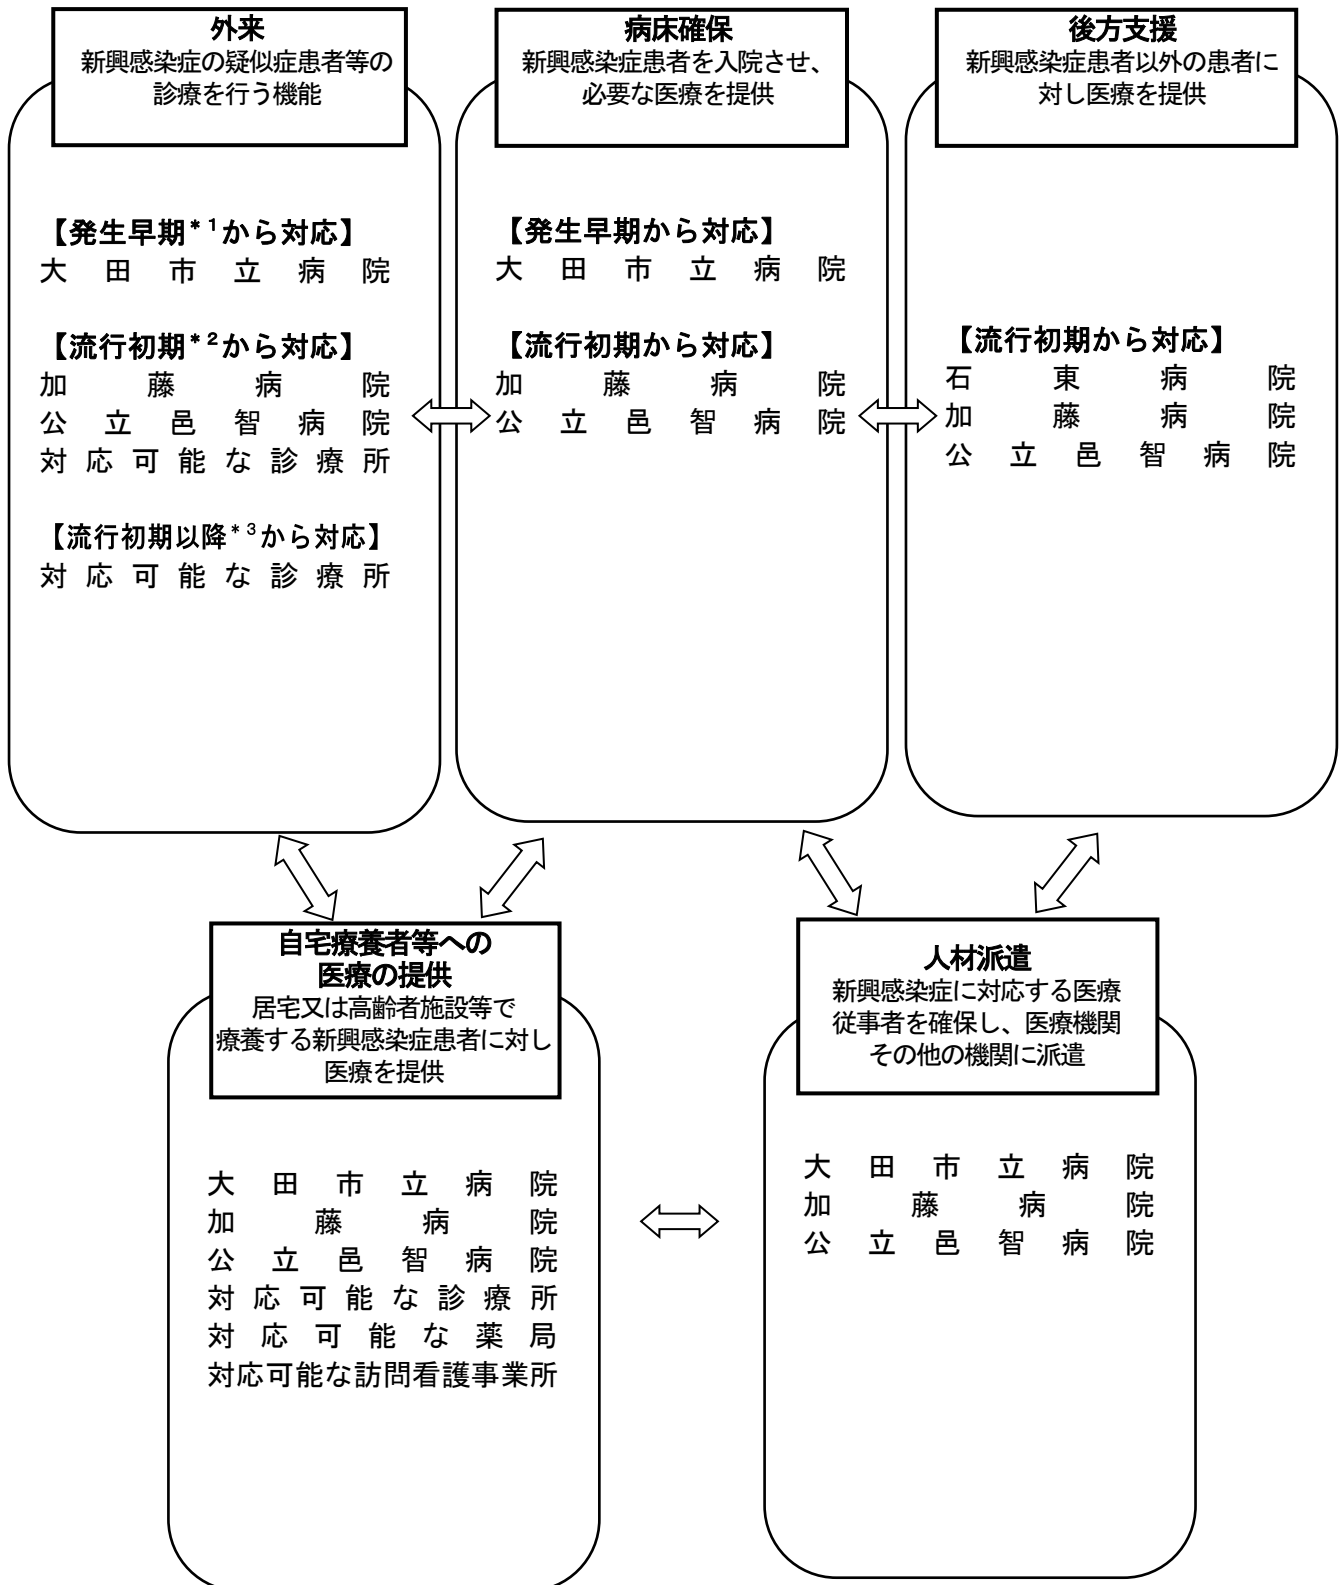 外来
新興感染症の疑似症患者等の
診療を行う機能
【発生早期*1から対応】
大田市立病院
【流行初期*2から対応】
加藤病院
公立邑智病院
対応可能な診療所
【流行初期以降*3から対応】
対応可能な診療所
病床確保
新興感染症患者を入院させ、
必要な医療を提供
【発生早期から対応】
大田市立病院
【流行初期から対応】
加藤病院
公立邑智病院
後方支援
新興感染症患者以外の患者に
対し医療を提供
【流行初期から対応】
石東病院
加藤病院
公立邑智病院
自宅療養者等への
医療の提供
居宅又は高齢者施設等で
療養する新興感染症患者に対し
医療を提供
大田市立病院
加藤病院
公立邑智病院
対応可能な診療所
対応可能な薬局
対応可能な訪問看護事業所
人材派遣
新興感染症に対応する医療
従事者を確保し、医療機関
その他の機関に派遣
大田市立病院
加藤病院
公立邑智病院